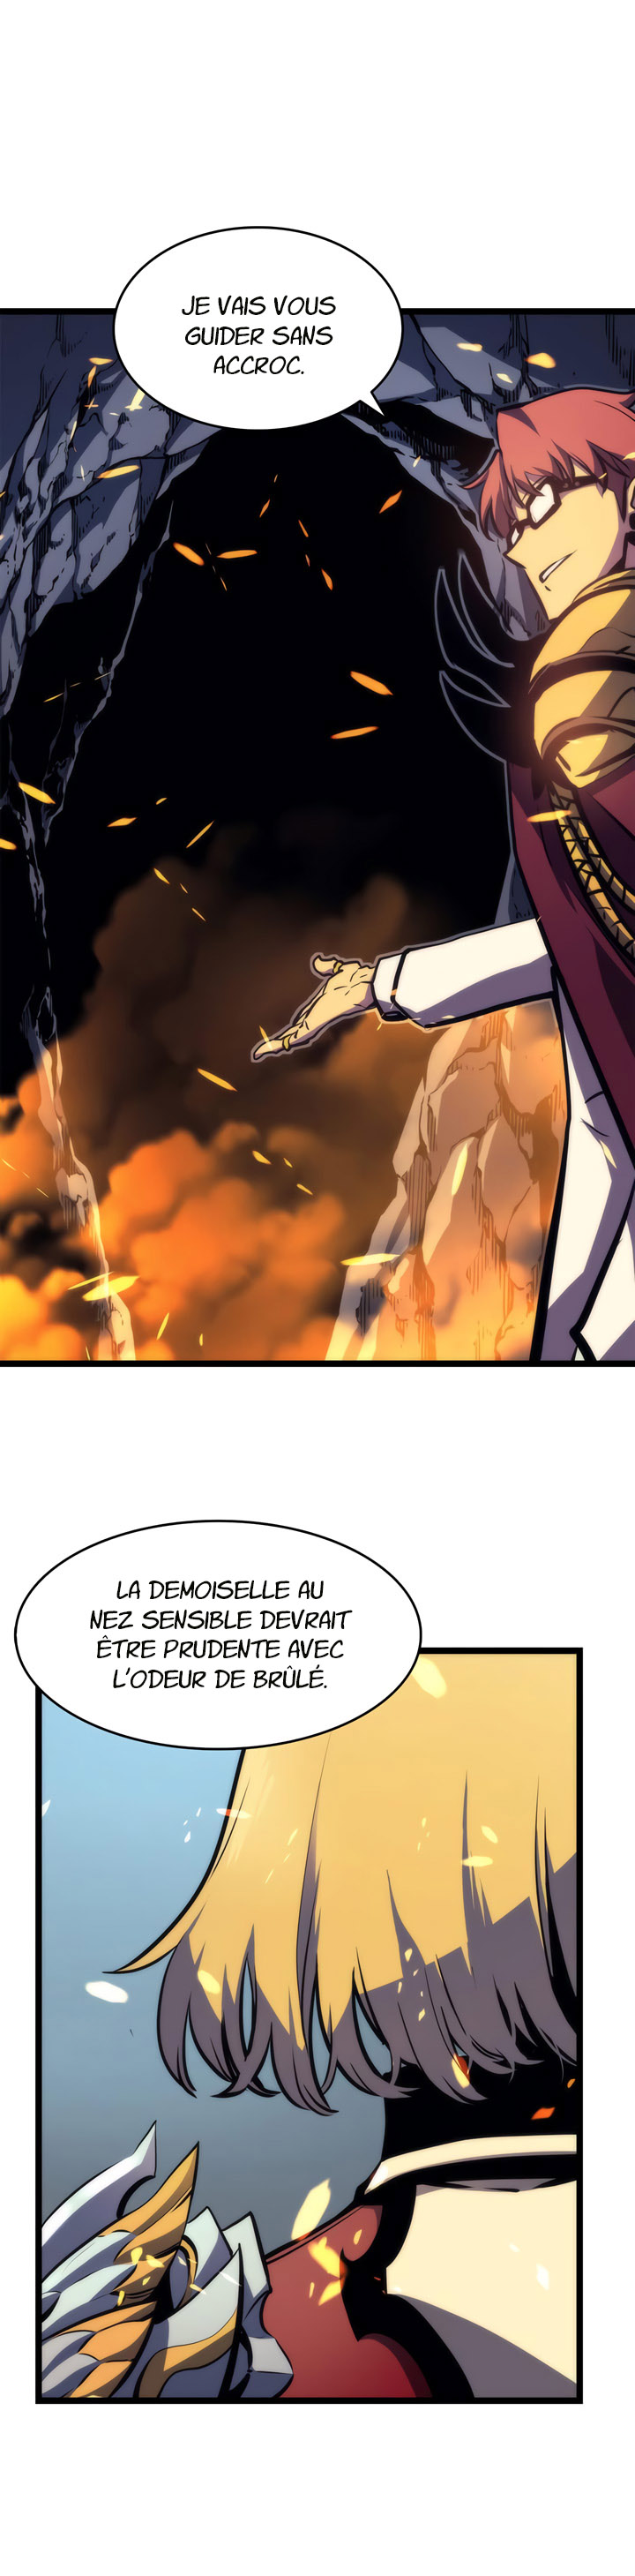 JE VAIS VOUS
GUIDER SANS
ACCROC.
LA DEMOISELLE AU
NEZ SENSIBLE DEVRAIT
ÊTRE PRUDENTE AVEC
L'ODEUR DE BRÛLÉ.